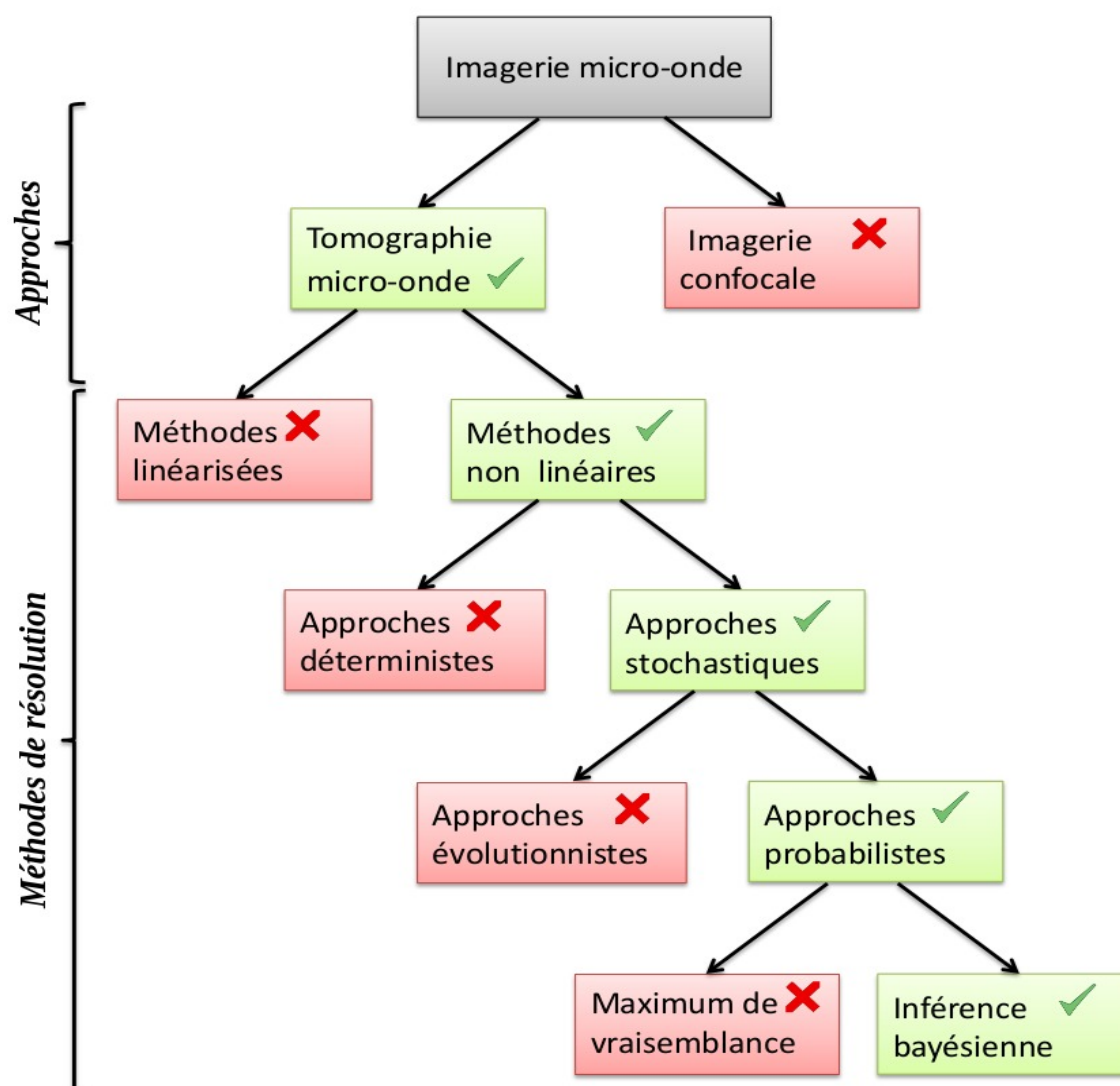 Imagerie micro-onde
Approches
Tomographie
micro-onde
Imagerie
confocale
Méthodes de résolution
Méthodes
linéarisées
Méthodes
non linéaires
Approches
déterministes
Approches
stochastiques
Approches
évolutionnistes
Approches
probabilistes
Maximum de
vraisemblance
Inférence
bayésienne